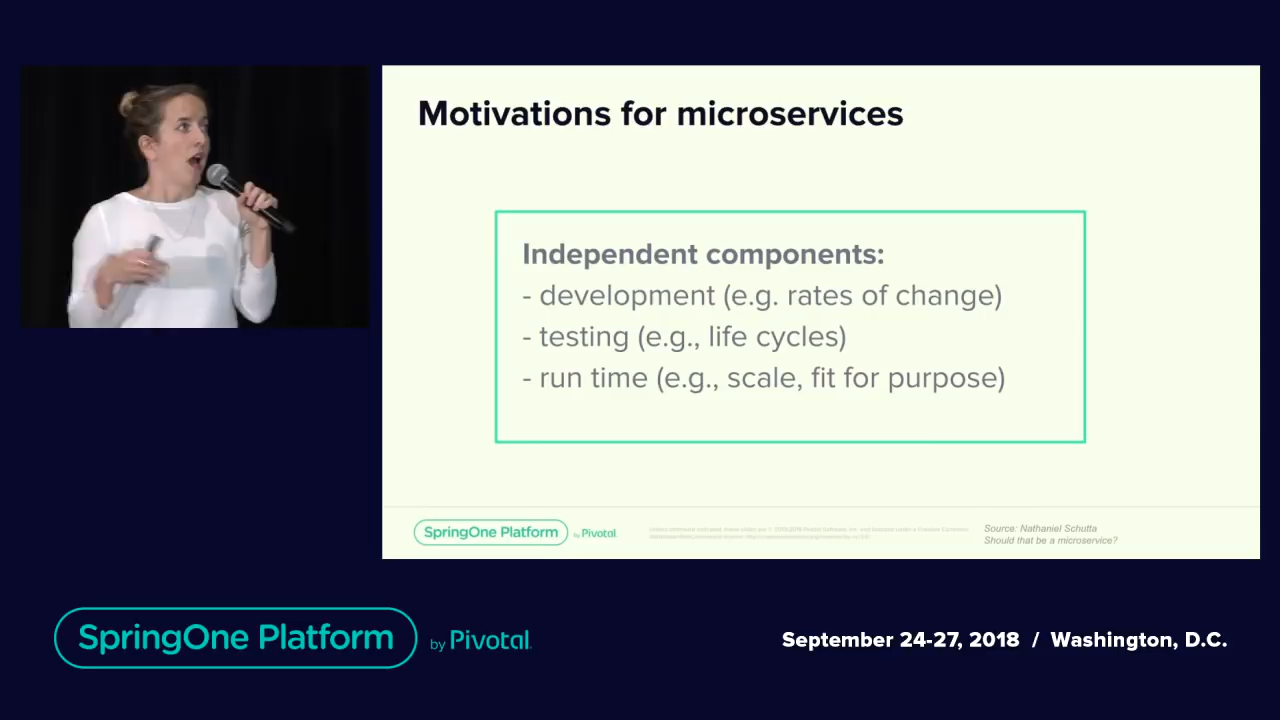 Motivations for microservices
Independent components:
- development (e.g. rates of change)
- testing (e.g., life cycles)
- run time (e.g., scale, fit for purpose)
SpringOne Platform by Pivotal
Source: Nathaniel Schutta
Should that be a microservice?
SpringOne Platform by Pivotal.
September 24-27, 2018 / Washington, D.C.